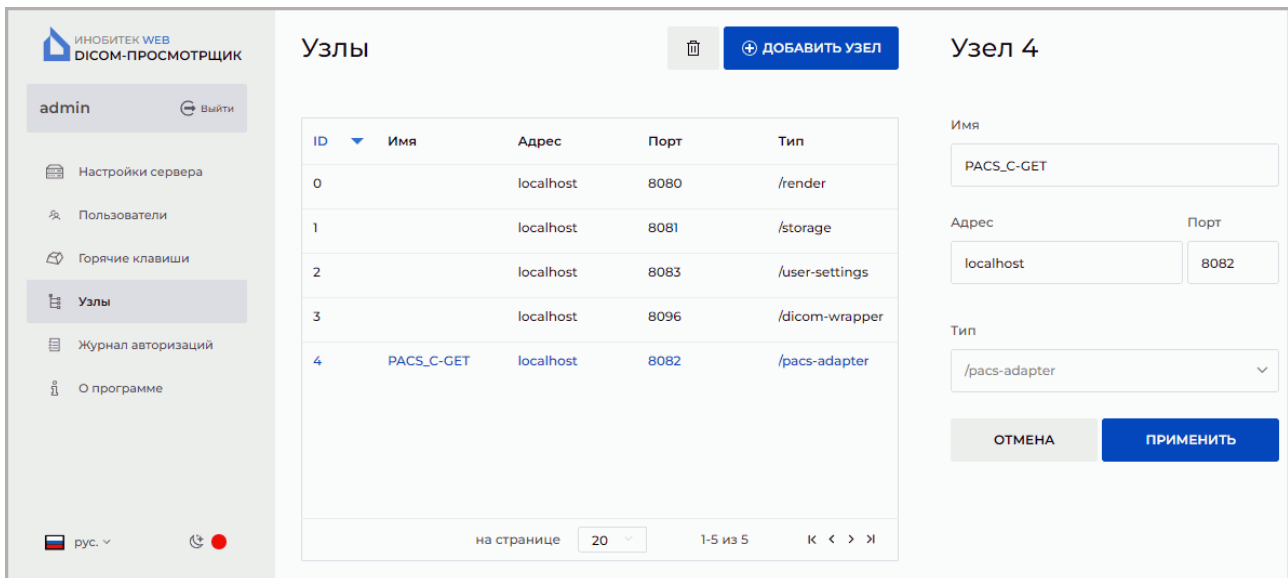 ИНОБИТЕК WEB
DICOM-ПРОСМОТРЩИК
admin
Выйти
Настройки сервера
Пользователи
Горячие клавиши
Узлы
Журнал авторизаций
О программе
рус.
Узлы
ДОБАВИТЬ УЗЕЛ
ID Имя Адрес Порт Тип
0 localhost 8080 /render
1 localhost 8081 /storage
2 localhost 8083 /user-settings
3 localhost 8096 /dicom-wrapper
4 PACS_C-GET localhost 8082 /pacs-adapter
на странице 20 1-5 из 5
Узел 4
Имя
PACS_C-GET
Адрес Порт
localhost 8082
Тип
/pacs-adapter
ОТМЕНА ПРИМЕНИТЬ